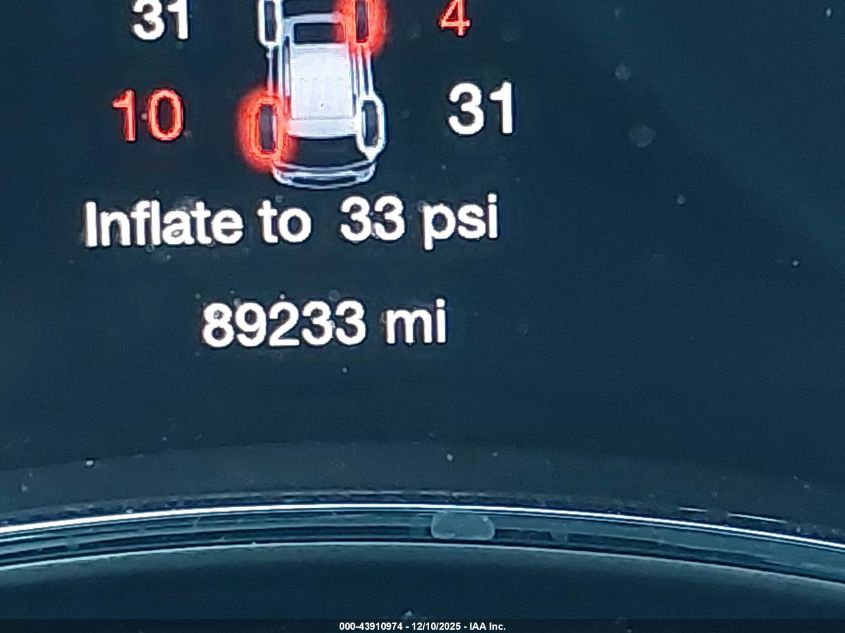 31 4
10 31
Inflate to 33 psi
89233 mi
000-43910974 - 12/10/2025 - IAA Inc.